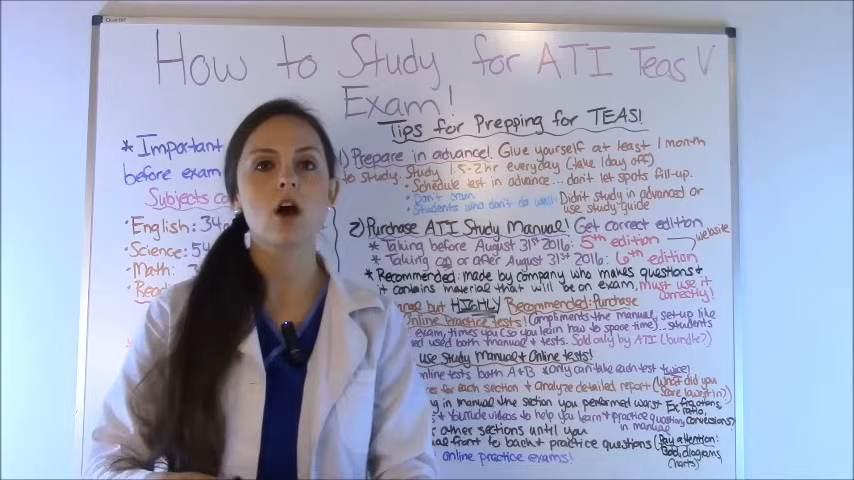 How to Study for ATI Teas V
Exam!
Tips for Prepping for TEAS!
* Important
before exam
Subjects co
• English: 34
• Science: 54
• Math: 3
• Rea
1) Prepare in advance! Give yourself at least 1 month
to study. Study 1.5-2hr everyday (take 1 day off)
• Schedule test in advance... don't let spots fill-up.
• Don't cram
• Students who don't do well: Didn't study in advanced or
use study guide
2) Purchase ATI Study Manual! Get correct edition
* Taking before August 31st 2016: 5th edition
* Taking on or after August 31st 2016: 6th edition
website
* Recommended: made by company who makes questions +
it contains material that will be on exam, must use it
correctly!
nal but HIGHLY Recommended: Purchase
Online Practice tests! (Compliments the manual, set-up like
exam, times you (so you learn how to space time)... students
used both manual + tests. Sold only by ATI (bundle?)
use Study Manual + Online tests!
nline tests both A+B *only can take each test twice)
es for each section + analyze detailed report (What did you
score lowest in?)
y in manual the section you performed worst Ex: fractions,
ratio,
conversions?
+ YouTube videos to help you learn + practice questing
in manual
other sections until you
ual front to back + practice questions (Pay attention:
Bold, diagrams
charts)
online practice exams!